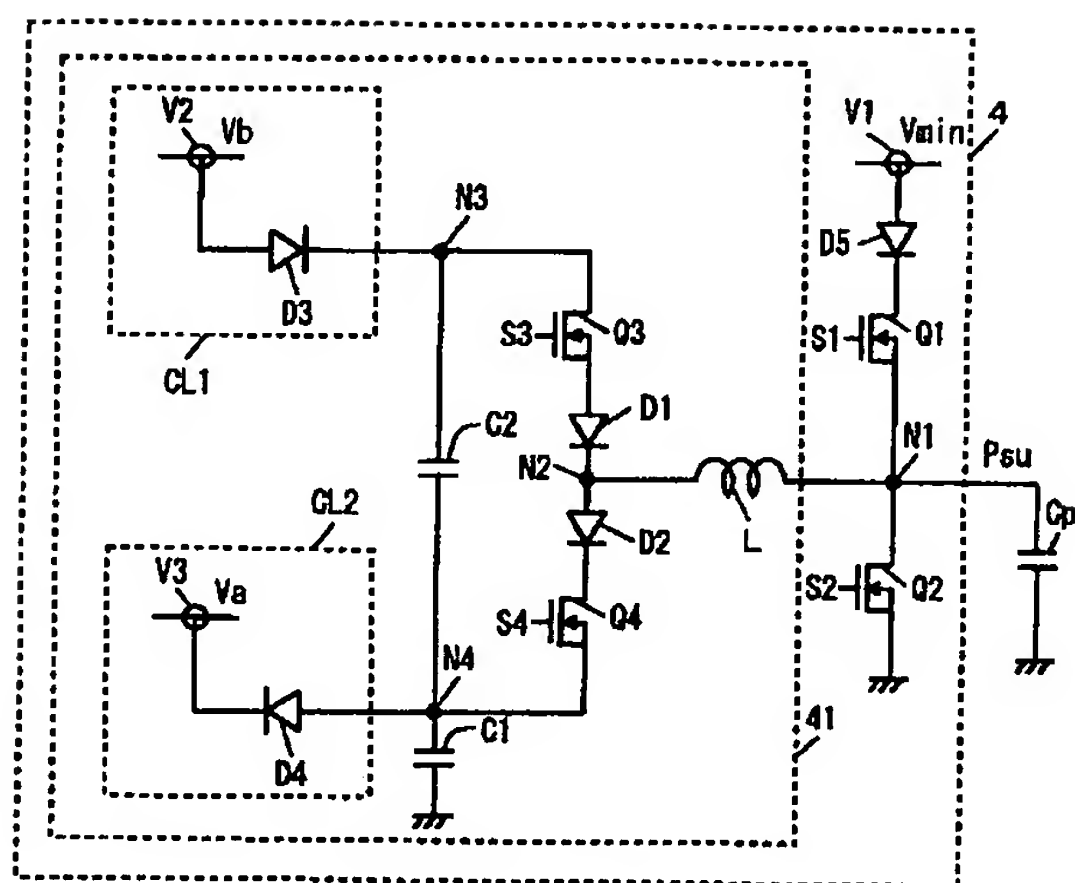 V2 Vb
D3
CL1
N3
S3 Q3
D1
C2
N2
CL2
V3 Va
D2
L
S4 Q4
N4
D4
C1
41
V1 Vmin
4
D5
S1 Q1
N1
Psu
Cp
S2 Q2